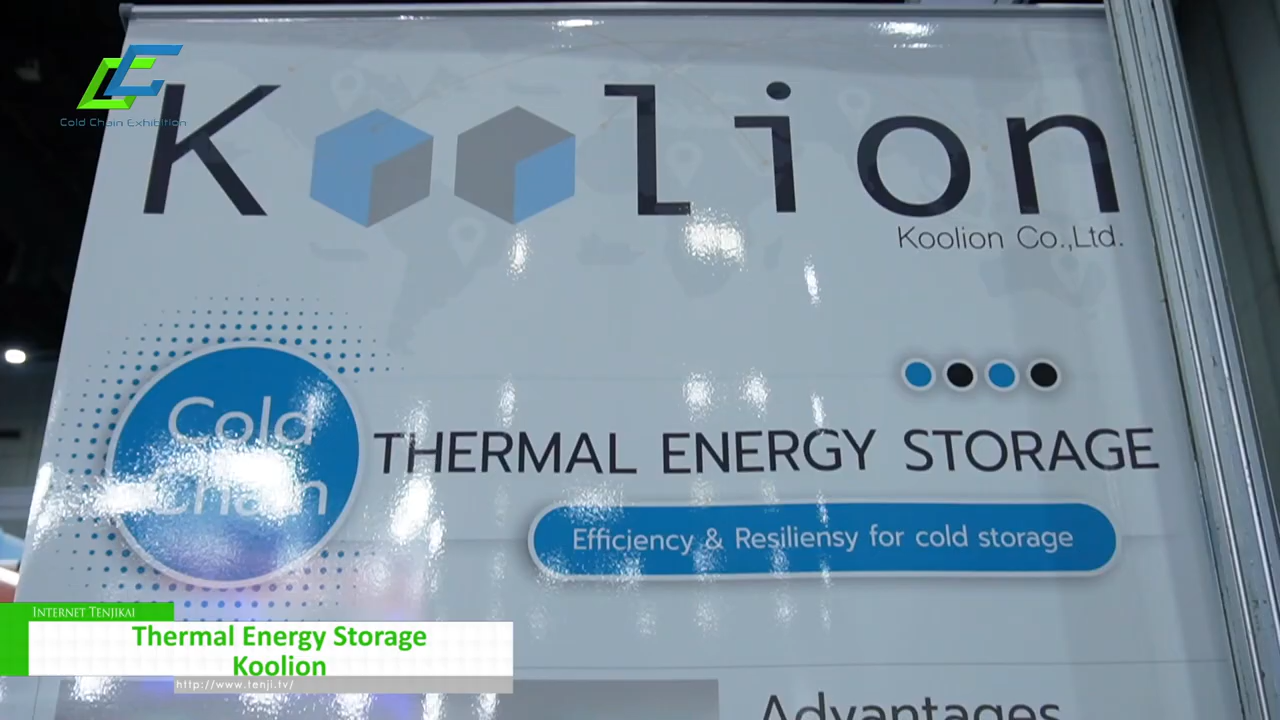 Cold Chain Exhibition
Koolion
Koolion Co.,Ltd.
Cold
Chain
THERMAL ENERGY STORAGE
Efficiency & Resiliensy for cold storage
INTERNET TENJIKAI
Thermal Energy Storage
Koolion
http://www.tenji.tv/
Advantages